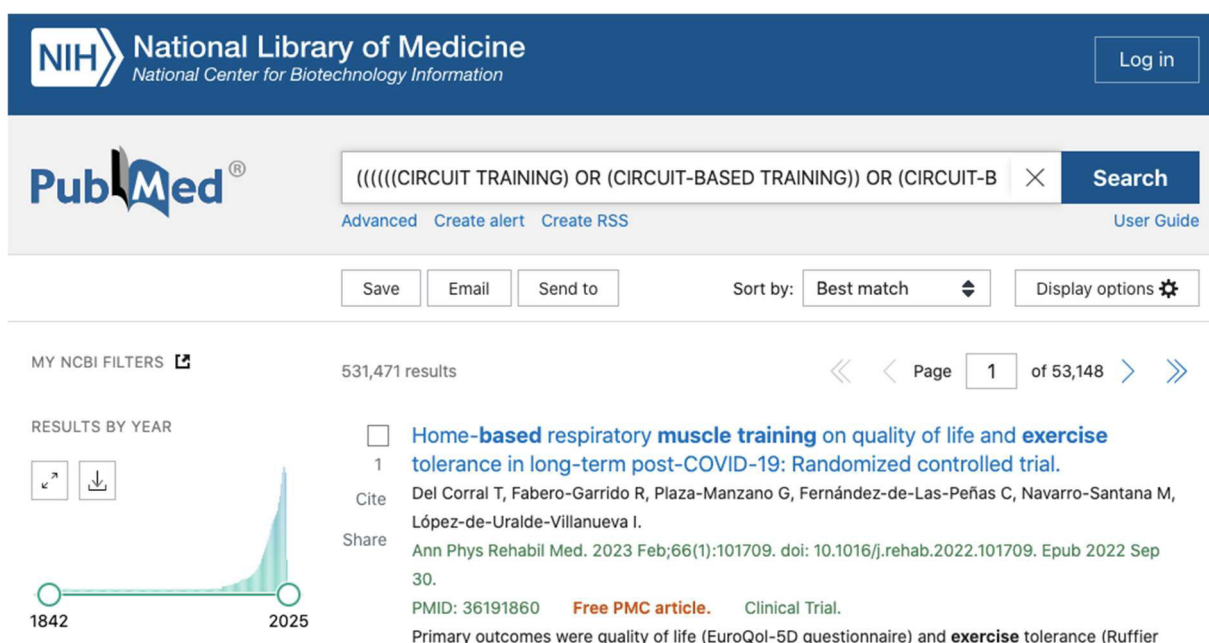 NIH
National Library of Medicine
National Center for Biotechnology Information
Log in
PubMed®
((((((CIRCUIT TRAINING) OR (CIRCUIT-BASED TRAINING)) OR (CIRCUIT-B
Search
Advanced Create alert Create RSS
User Guide
Save Email Send to
Sort by: Best match
Display options
MY NCBI FILTERS
531,471 results
Page 1 of 53,148
RESULTS BY YEAR
1842 2025
1
Cite
Share
Home-based respiratory muscle training on quality of life and exercise
tolerance in long-term post-COVID-19: Randomized controlled trial.
Del Corral T, Fabero-Garrido R, Plaza-Manzano G, Fernández-de-Las-Peñas C, Navarro-Santana M,
López-de-Uralde-Villanueva I.
Ann Phys Rehabil Med. 2023 Feb;66(1):101709. doi: 10.1016/j.rehab.2022.101709. Epub 2022 Sep
30.
PMID: 36191860 Free PMC article. Clinical Trial.
Primary outcomes were quality of life (EuroQol-5D questionnaire) and exercise tolerance (Ruffier